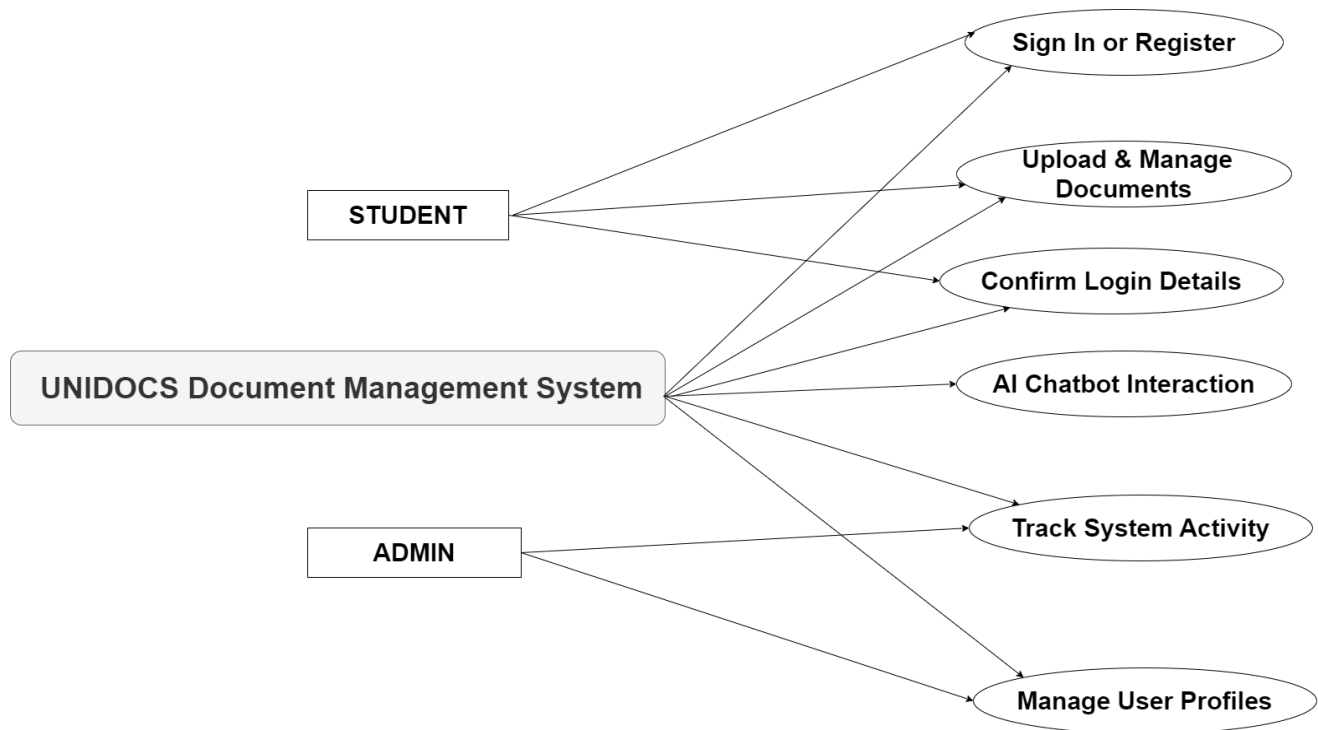 Sign In or Register
Upload & Manage
Documents
STUDENT
Confirm Login Details
UNIDOCS Document Management System
AI Chatbot Interaction
Track System Activity
ADMIN
Manage User Profiles